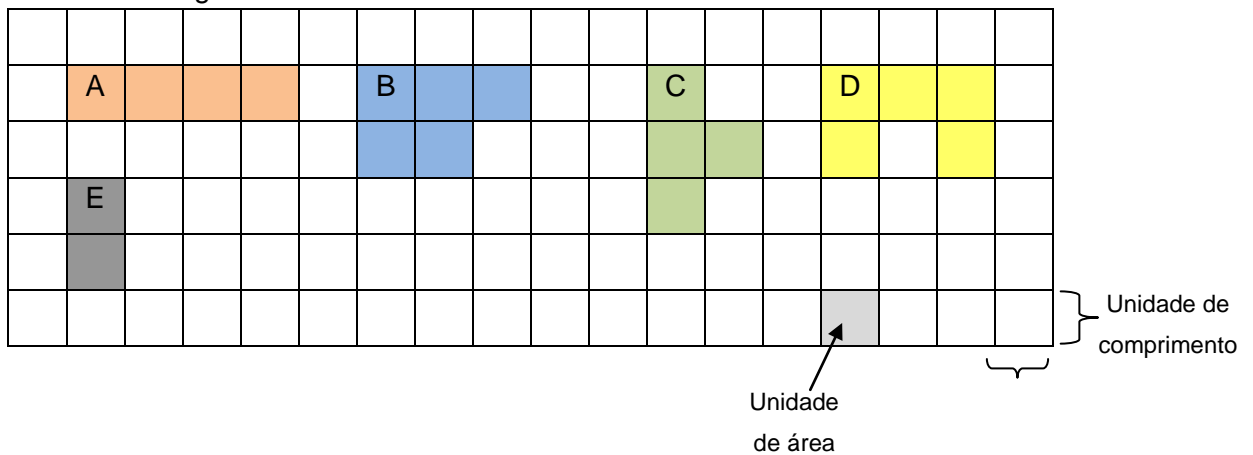 A B C D
E
Unidade de
comprimento
Unidade
de área